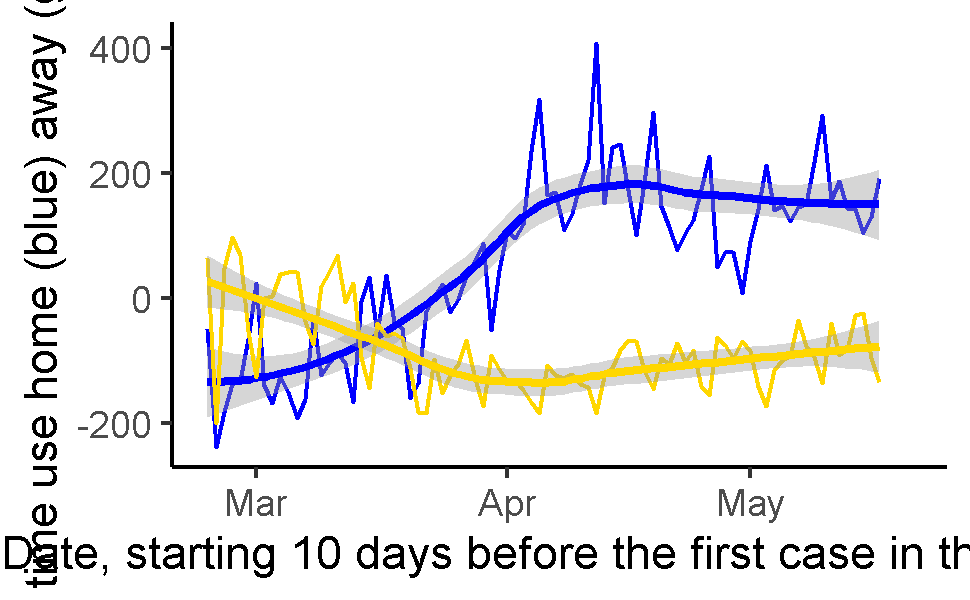 time use home (blue) away (
400
200
0
-200
Mar Apr May
Date, starting 10 days before the first case in th